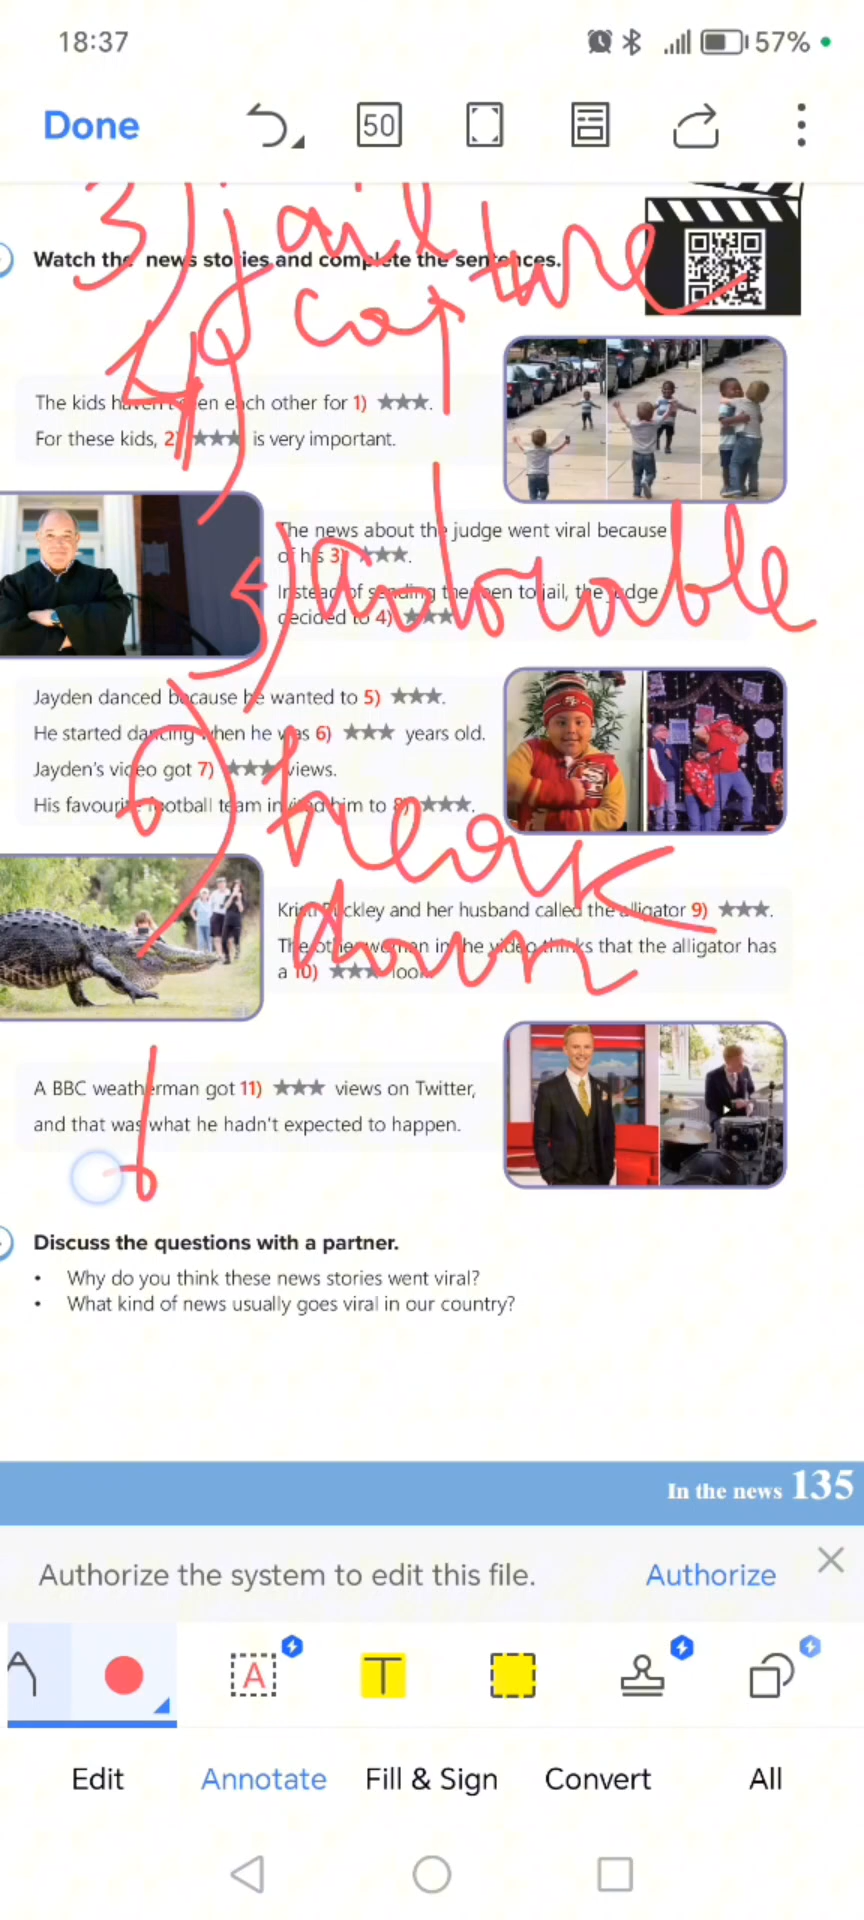 18:37
57%
Done
50
3) jail
Watch the news stories and complete the sentences.
4) capture
The kids haven't seen each other for 1) ★★★.
For these kids, 2) ★★★ is very important.
The news about the judge went viral because
of his 3) ★★★.
5) adorable
Instead of sending the teen to jail, the judge
decided to 4) ★★★
Jayden danced because he wanted to 5) ★★★.
He started dancing when he was 6) ★★★ years old.
Jayden's video got 7) ★★★ views.
His favourite football team invited him to 8) ★★★.
6)
Kristi Buckley and her husband called the alligator 9) ★★★.
The other woman in the video thinks that the alligator has
a 10) ★★★ look.
down
A BBC weatherman got 11) ★★★ views on Twitter,
and that was what he hadn't expected to happen.
Discuss the questions with a partner.
• Why do you think these news stories went viral?
• What kind of news usually goes viral in our country?
In the news 135
Authorize the system to edit this file.
Authorize
A
T
Edit
Annotate
Fill & Sign
Convert
All